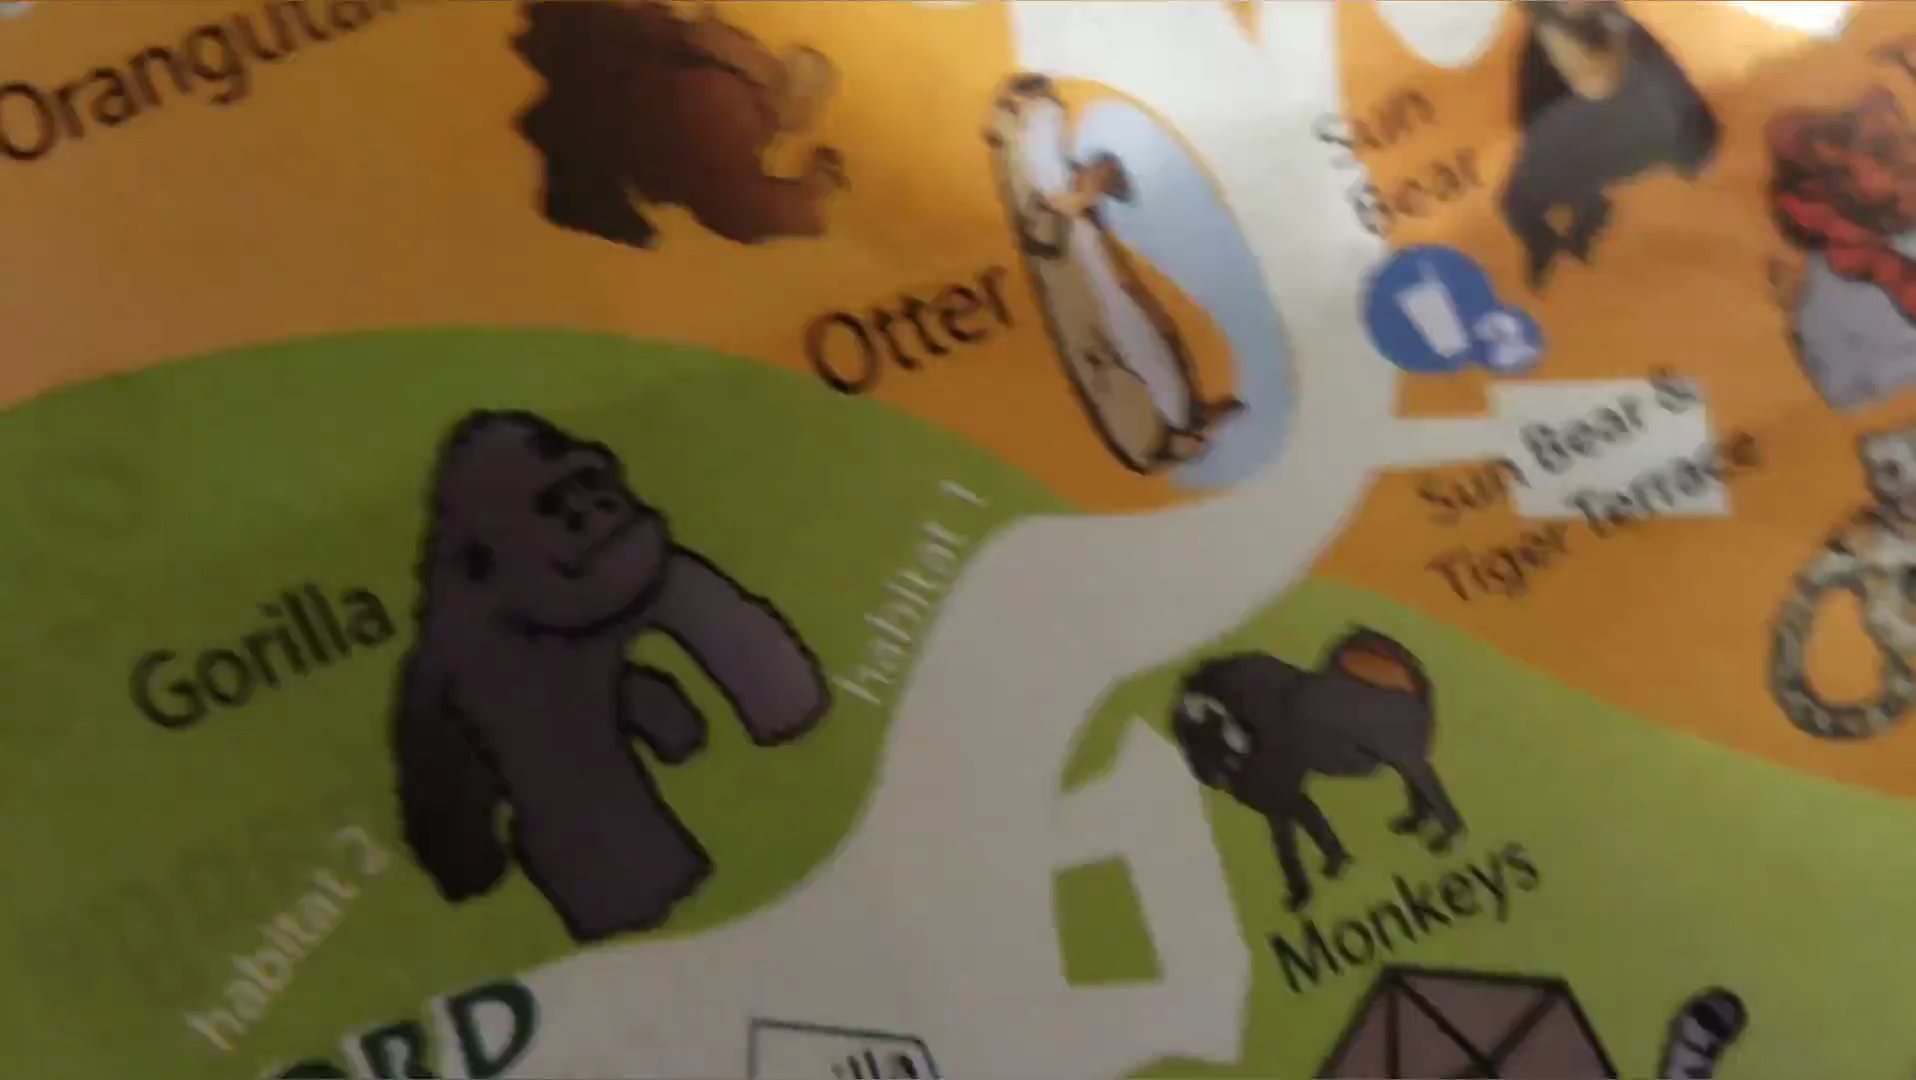 Orangutan
Otter
Sun
Bear
Sun Bear &
Tiger Terrace
Gorilla
habitat 1
habitat 2
Monkeys